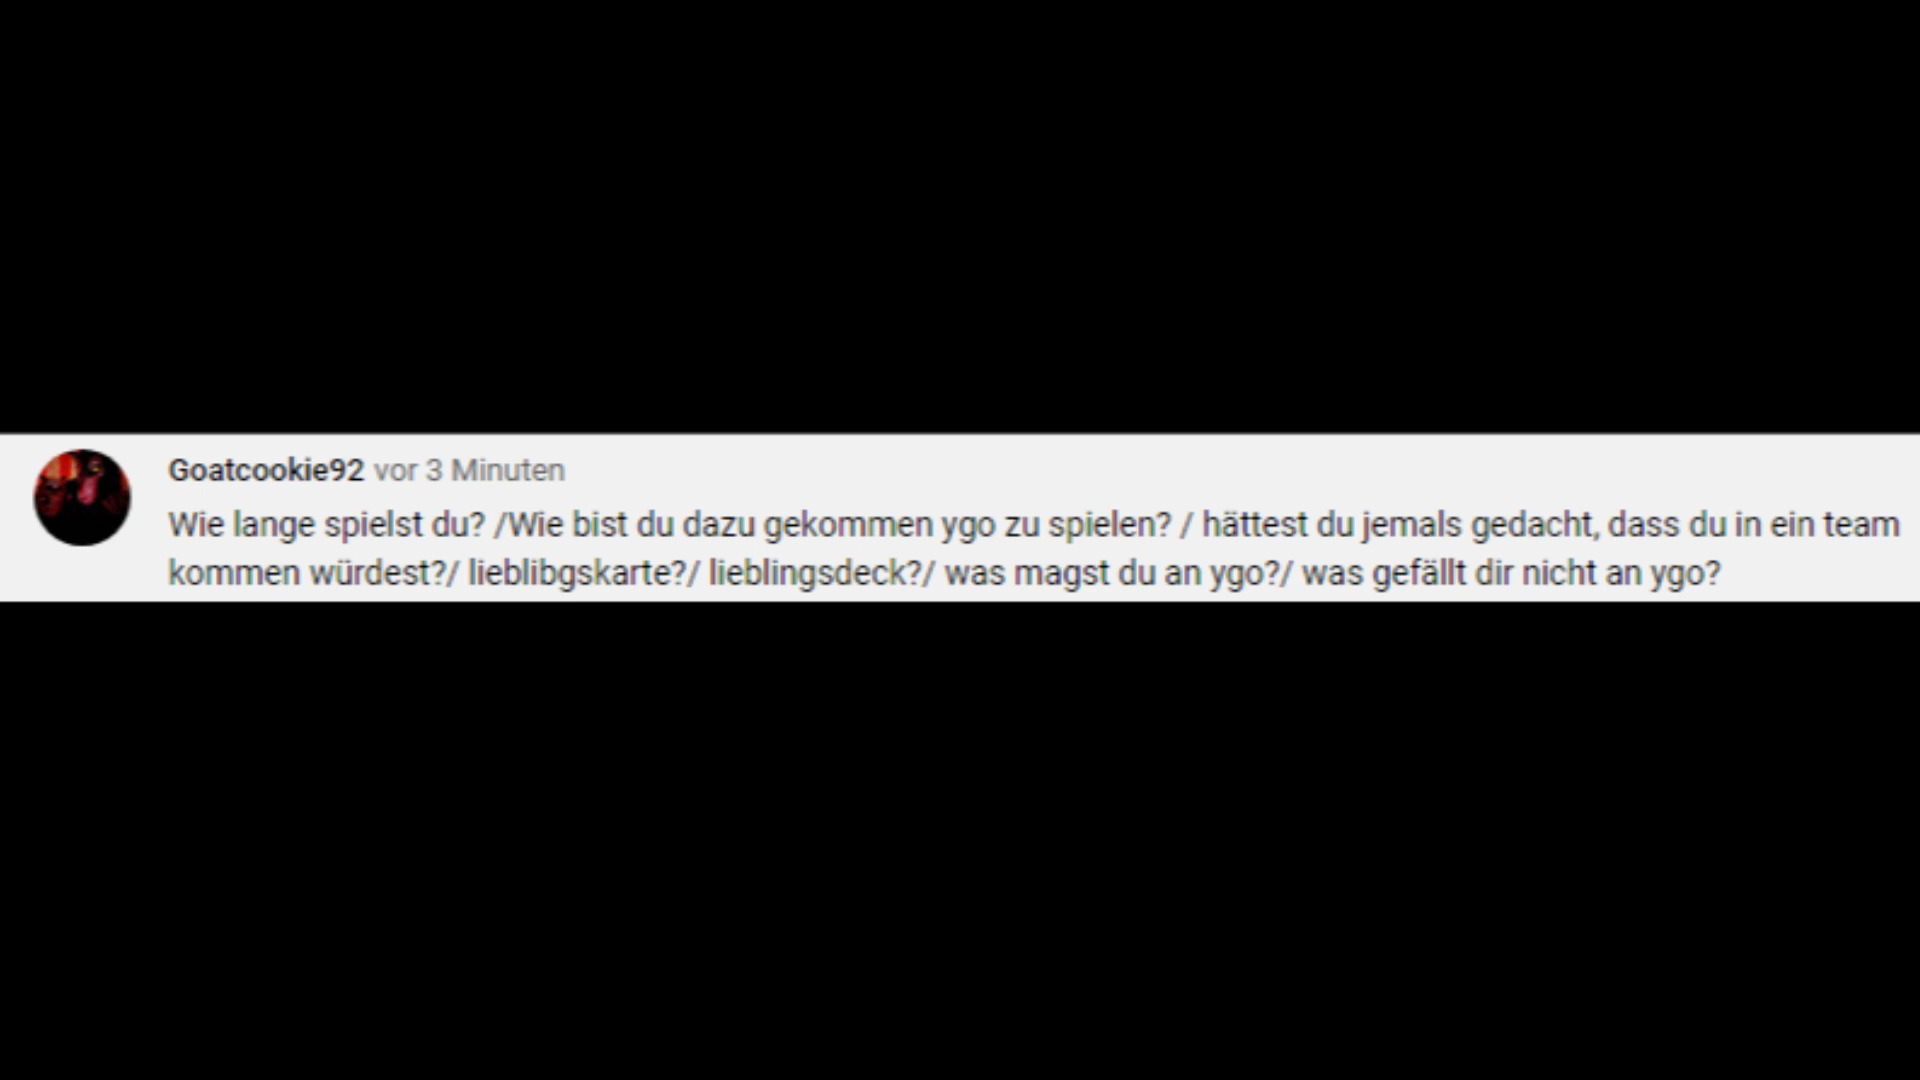 Goatcookie92 vor 3 Minuten
Wie lange spielst du? /Wie bist du dazu gekommen ygo zu spielen? / hättest du jemals gedacht, dass du in ein team
kommen würdest?/ lieblibgskarte?/ lieblingsdeck?/ was magst du an ygo?/ was gefällt dir nicht an ygo?